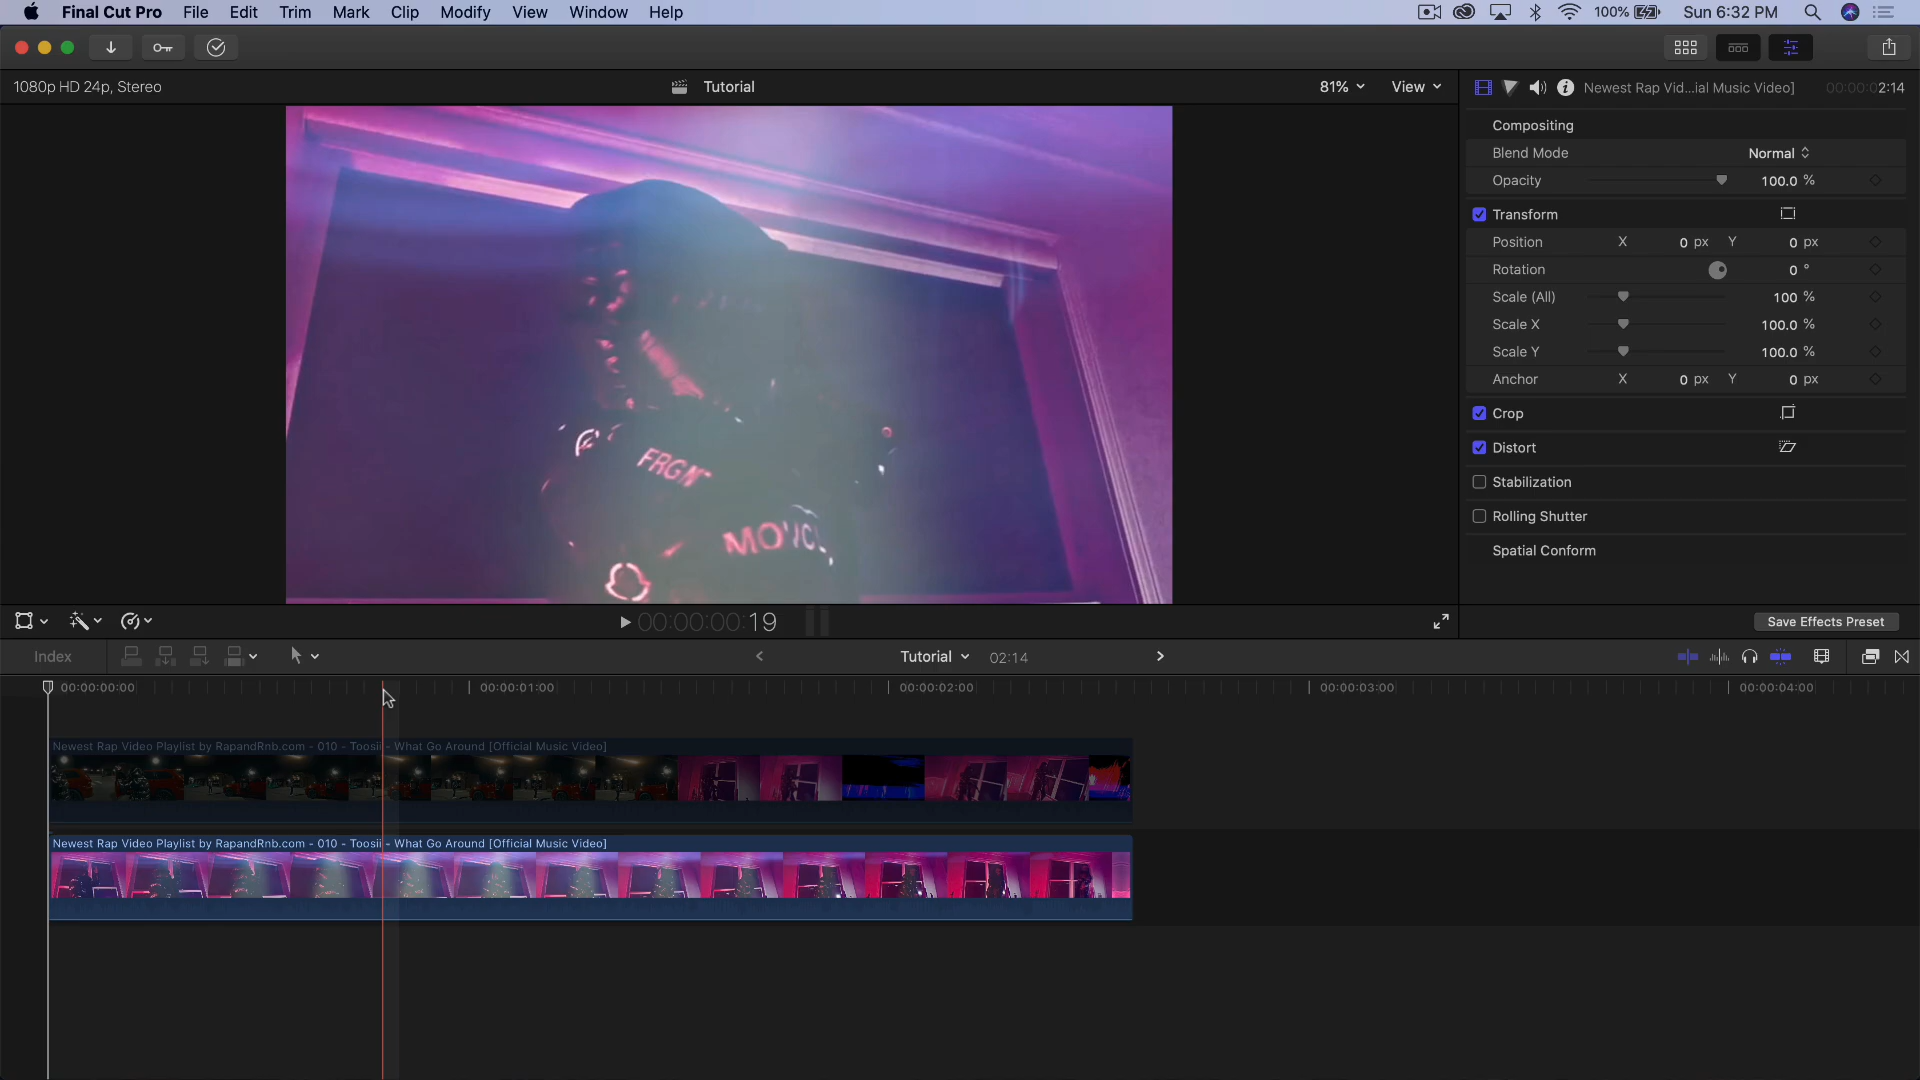 Final Cut Pro File Edit Trim Mark Clip Modify View Window Help 100% Sun 6:32 PM
1080p HD 24p, Stereo Tutorial 81% View Newest Rap Vid...ial Music Video] 00:00:02:14
Compositing
Blend Mode Normal
Opacity 100.0 %
Transform
Position X 0 px Y 0 px
Rotation 0 °
Scale (All) 100 %
Scale X 100.0 %
Scale Y 100.0 %
Anchor X 0 px Y 0 px
Crop
Distort
Stabilization
Rolling Shutter
Spatial Conform
FRGMT
00:00:00:19 Save Effects Preset
Index Tutorial 02:14
00:00:00:00 00:00:01:00 00:00:02:00 00:00:03:00 00:00:04:00
Newest Rap Video Playlist by RapandRnb.com - 010 - Toosii - What Go Around [Official Music Video]
Newest Rap Video Playlist by RapandRnb.com - 010 - Toosii - What Go Around [Official Music Video]